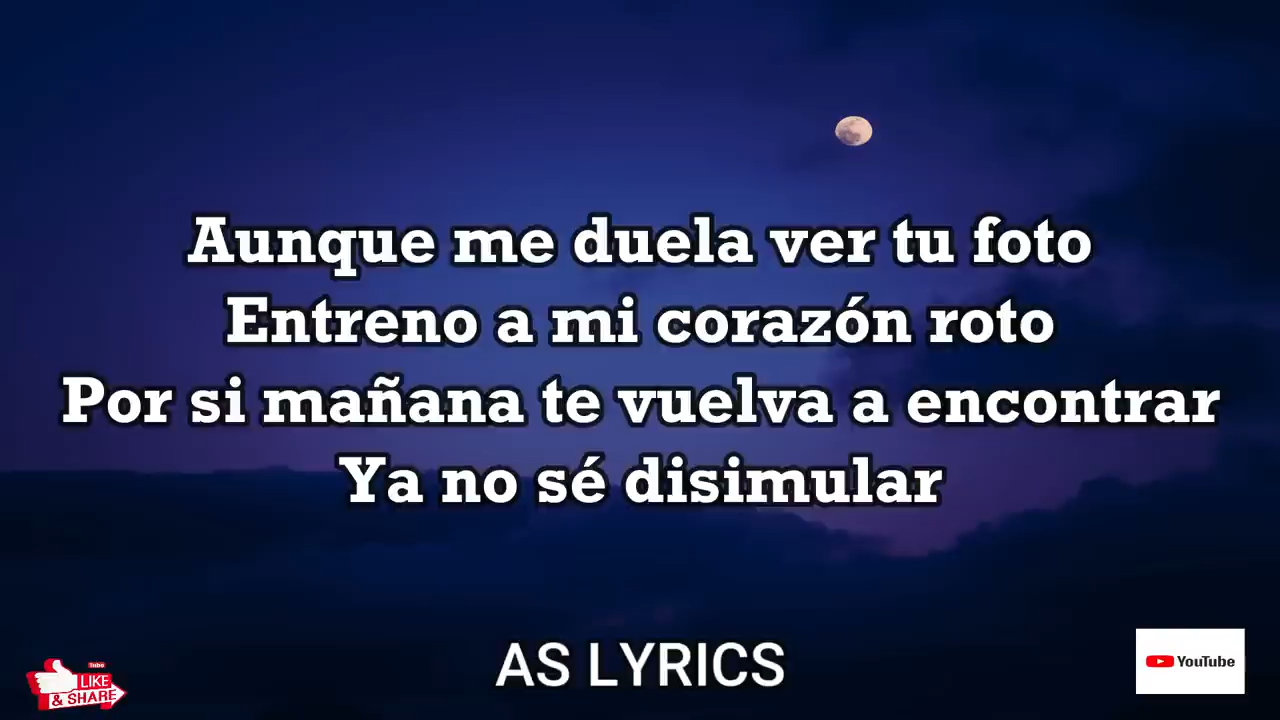 Aunque me duela ver tu foto
Entreno a mi corazón roto
Por si mañana te vuelva a encontrar
Ya no sé disimular
AS LYRICS
Tube
LIKE
& SHARE
YouTube